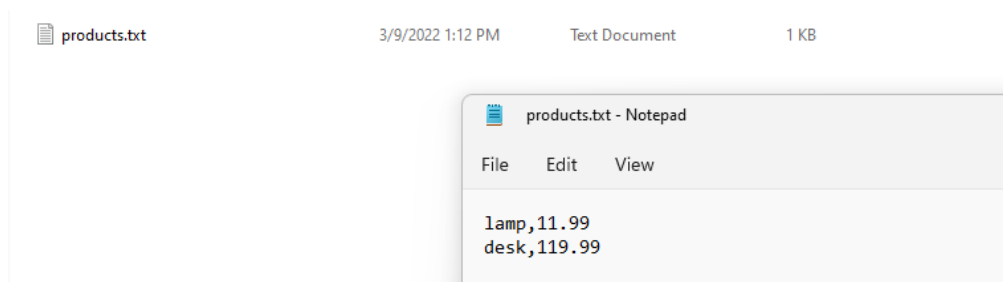 products.txt 3/9/2022 1:12 PM Text Document 1 KB
products.txt - Notepad
File Edit View
lamp,11.99
desk,119.99